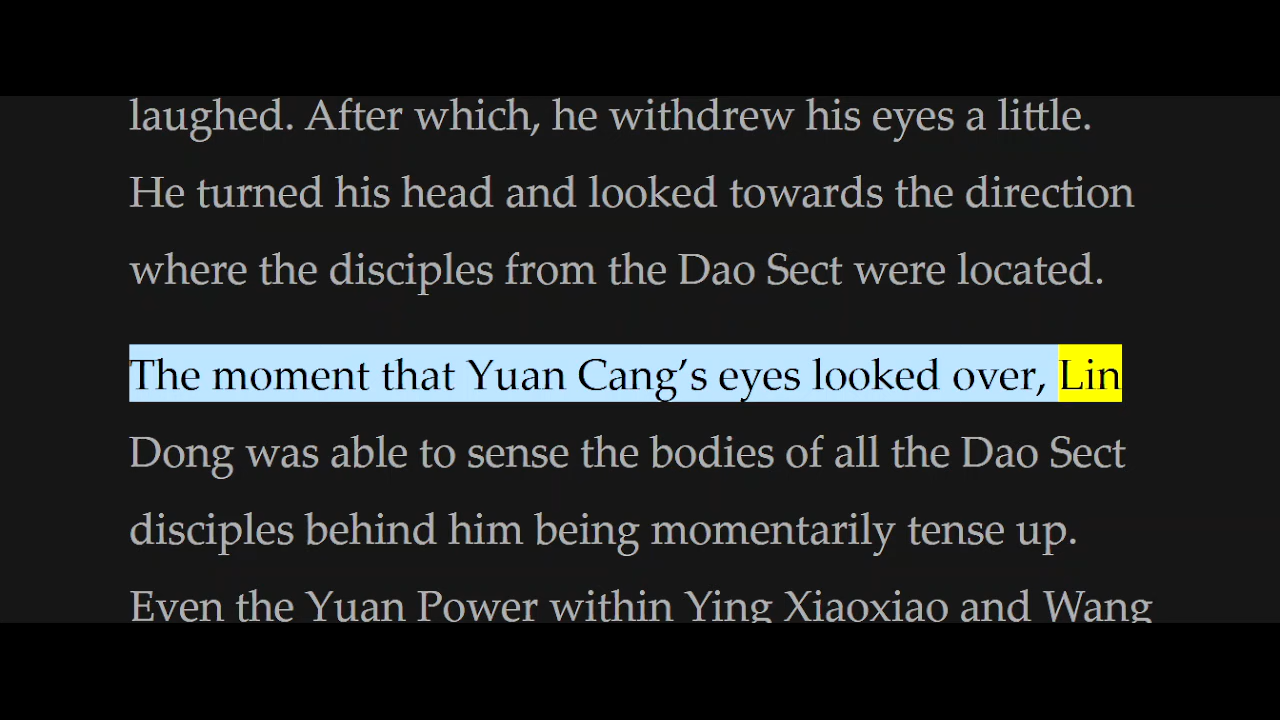 laughed. After which, he withdrew his eyes a little.
He turned his head and looked towards the direction
where the disciples from the Dao Sect were located.
The moment that Yuan Cang’s eyes looked over, Lin
Dong was able to sense the bodies of all the Dao Sect
disciples behind him being momentarily tense up.
Even the Yuan Power within Ying Xiaoxiao and Wang